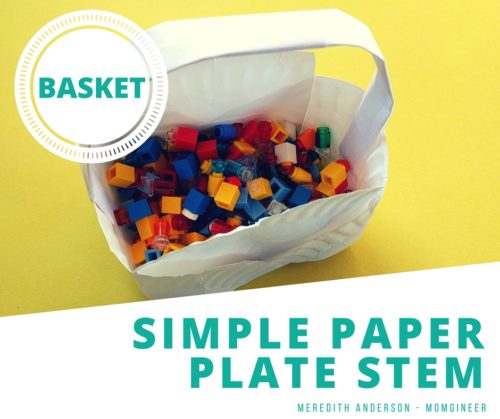 BASKET
SIMPLE PAPER
PLATE STEM
MEREDITH ANDERSON - MOMGINEER